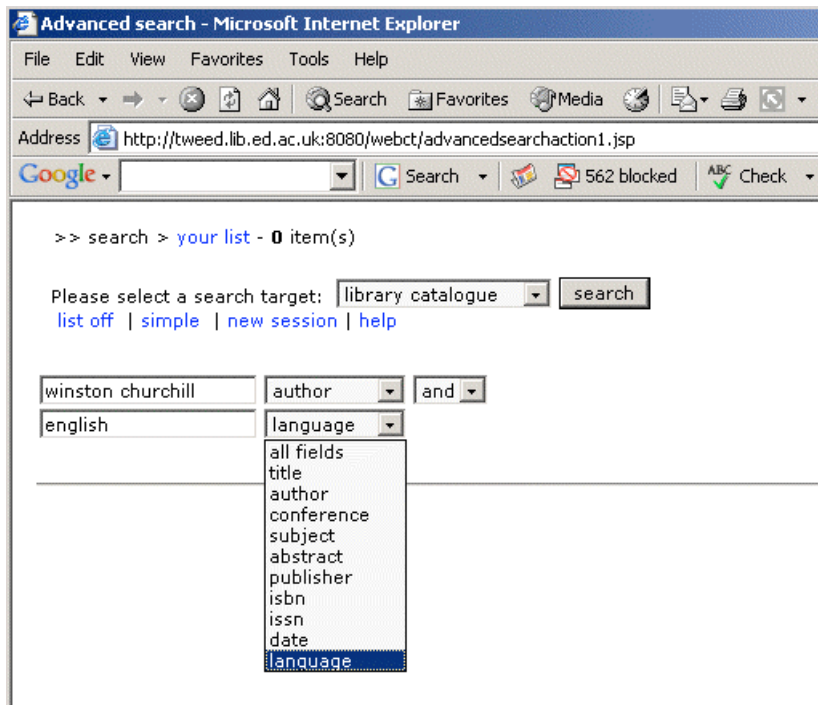 Advanced search - Microsoft Internet Explorer
File Edit View Favorites Tools Help
Back Search Favorites Media
Address http://tweed.lib.ed.ac.uk:8080/webct/advancedsearchaction1.jsp
Google Search 562 blocked ABC Check
>> search > your list - 0 item(s)
Please select a search target: library catalogue search
list off | simple | new session | help
winston churchill author and
english language
all fields
title
author
conference
subject
abstract
publisher
isbn
issn
date
language